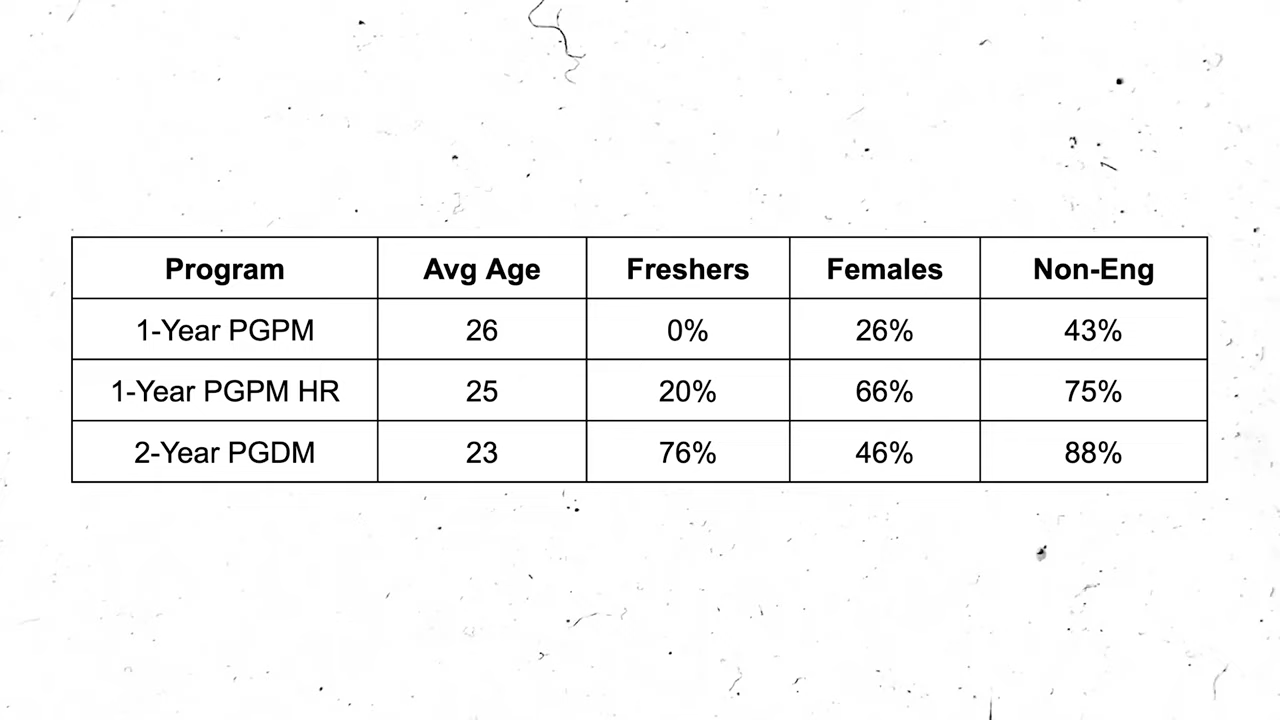 Program Avg Age Freshers Females Non-Eng
1-Year PGPM 26 0% 26% 43%
1-Year PGPM HR 25 20% 66% 75%
2-Year PGDM 23 76% 46% 88%